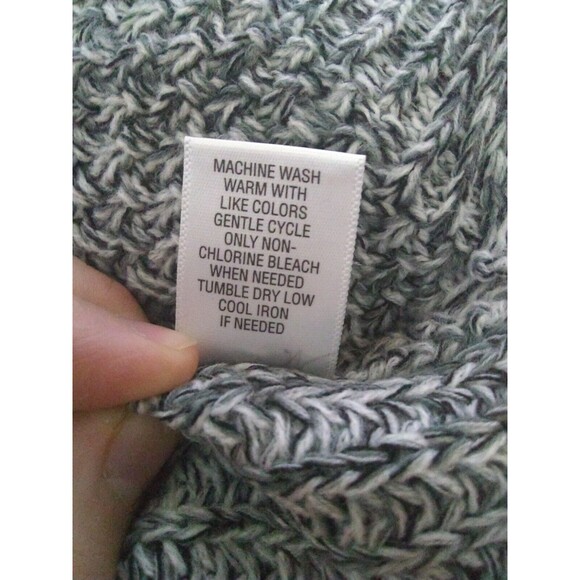 MACHINE WASH
WARM WITH
LIKE COLORS
GENTLE CYCLE
ONLY NON-
CHLORINE BLEACH
WHEN NEEDED
TUMBLE DRY LOW
COOL IRON
IF NEEDED